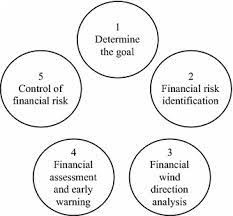 1
Determine
the goal
2
Financial risk
identification
3
Financial
wind
direction
analysis
4
Financial
assessment
and early
warning
5
Control of
financial risk